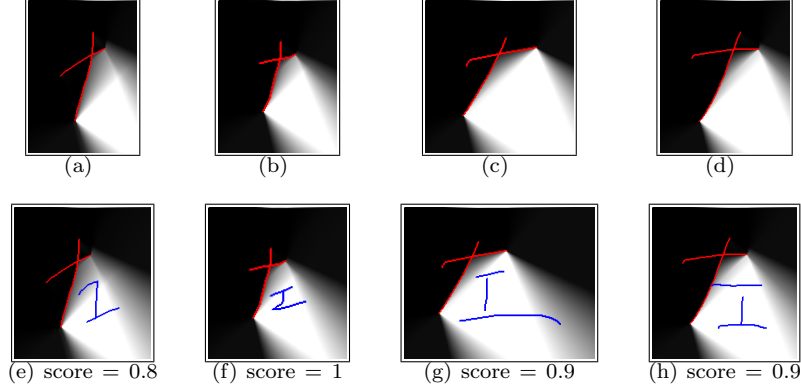 (a) (b) (c) (d)
(e) score = 0.8 (f) score = 1 (g) score = 0.9 (h) score = 0.9